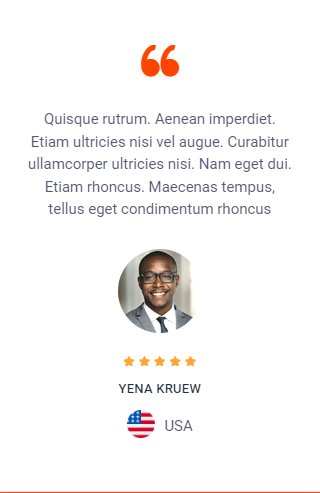 ❝
Quisque rutrum. Aenean imperdiet.
Etiam ultricies nisi vel augue. Curabitur
ullamcorper ultricies nisi. Nam eget dui.
Etiam rhoncus. Maecenas tempus,
tellus eget condimentum rhoncus
YENA KRUEW
USA